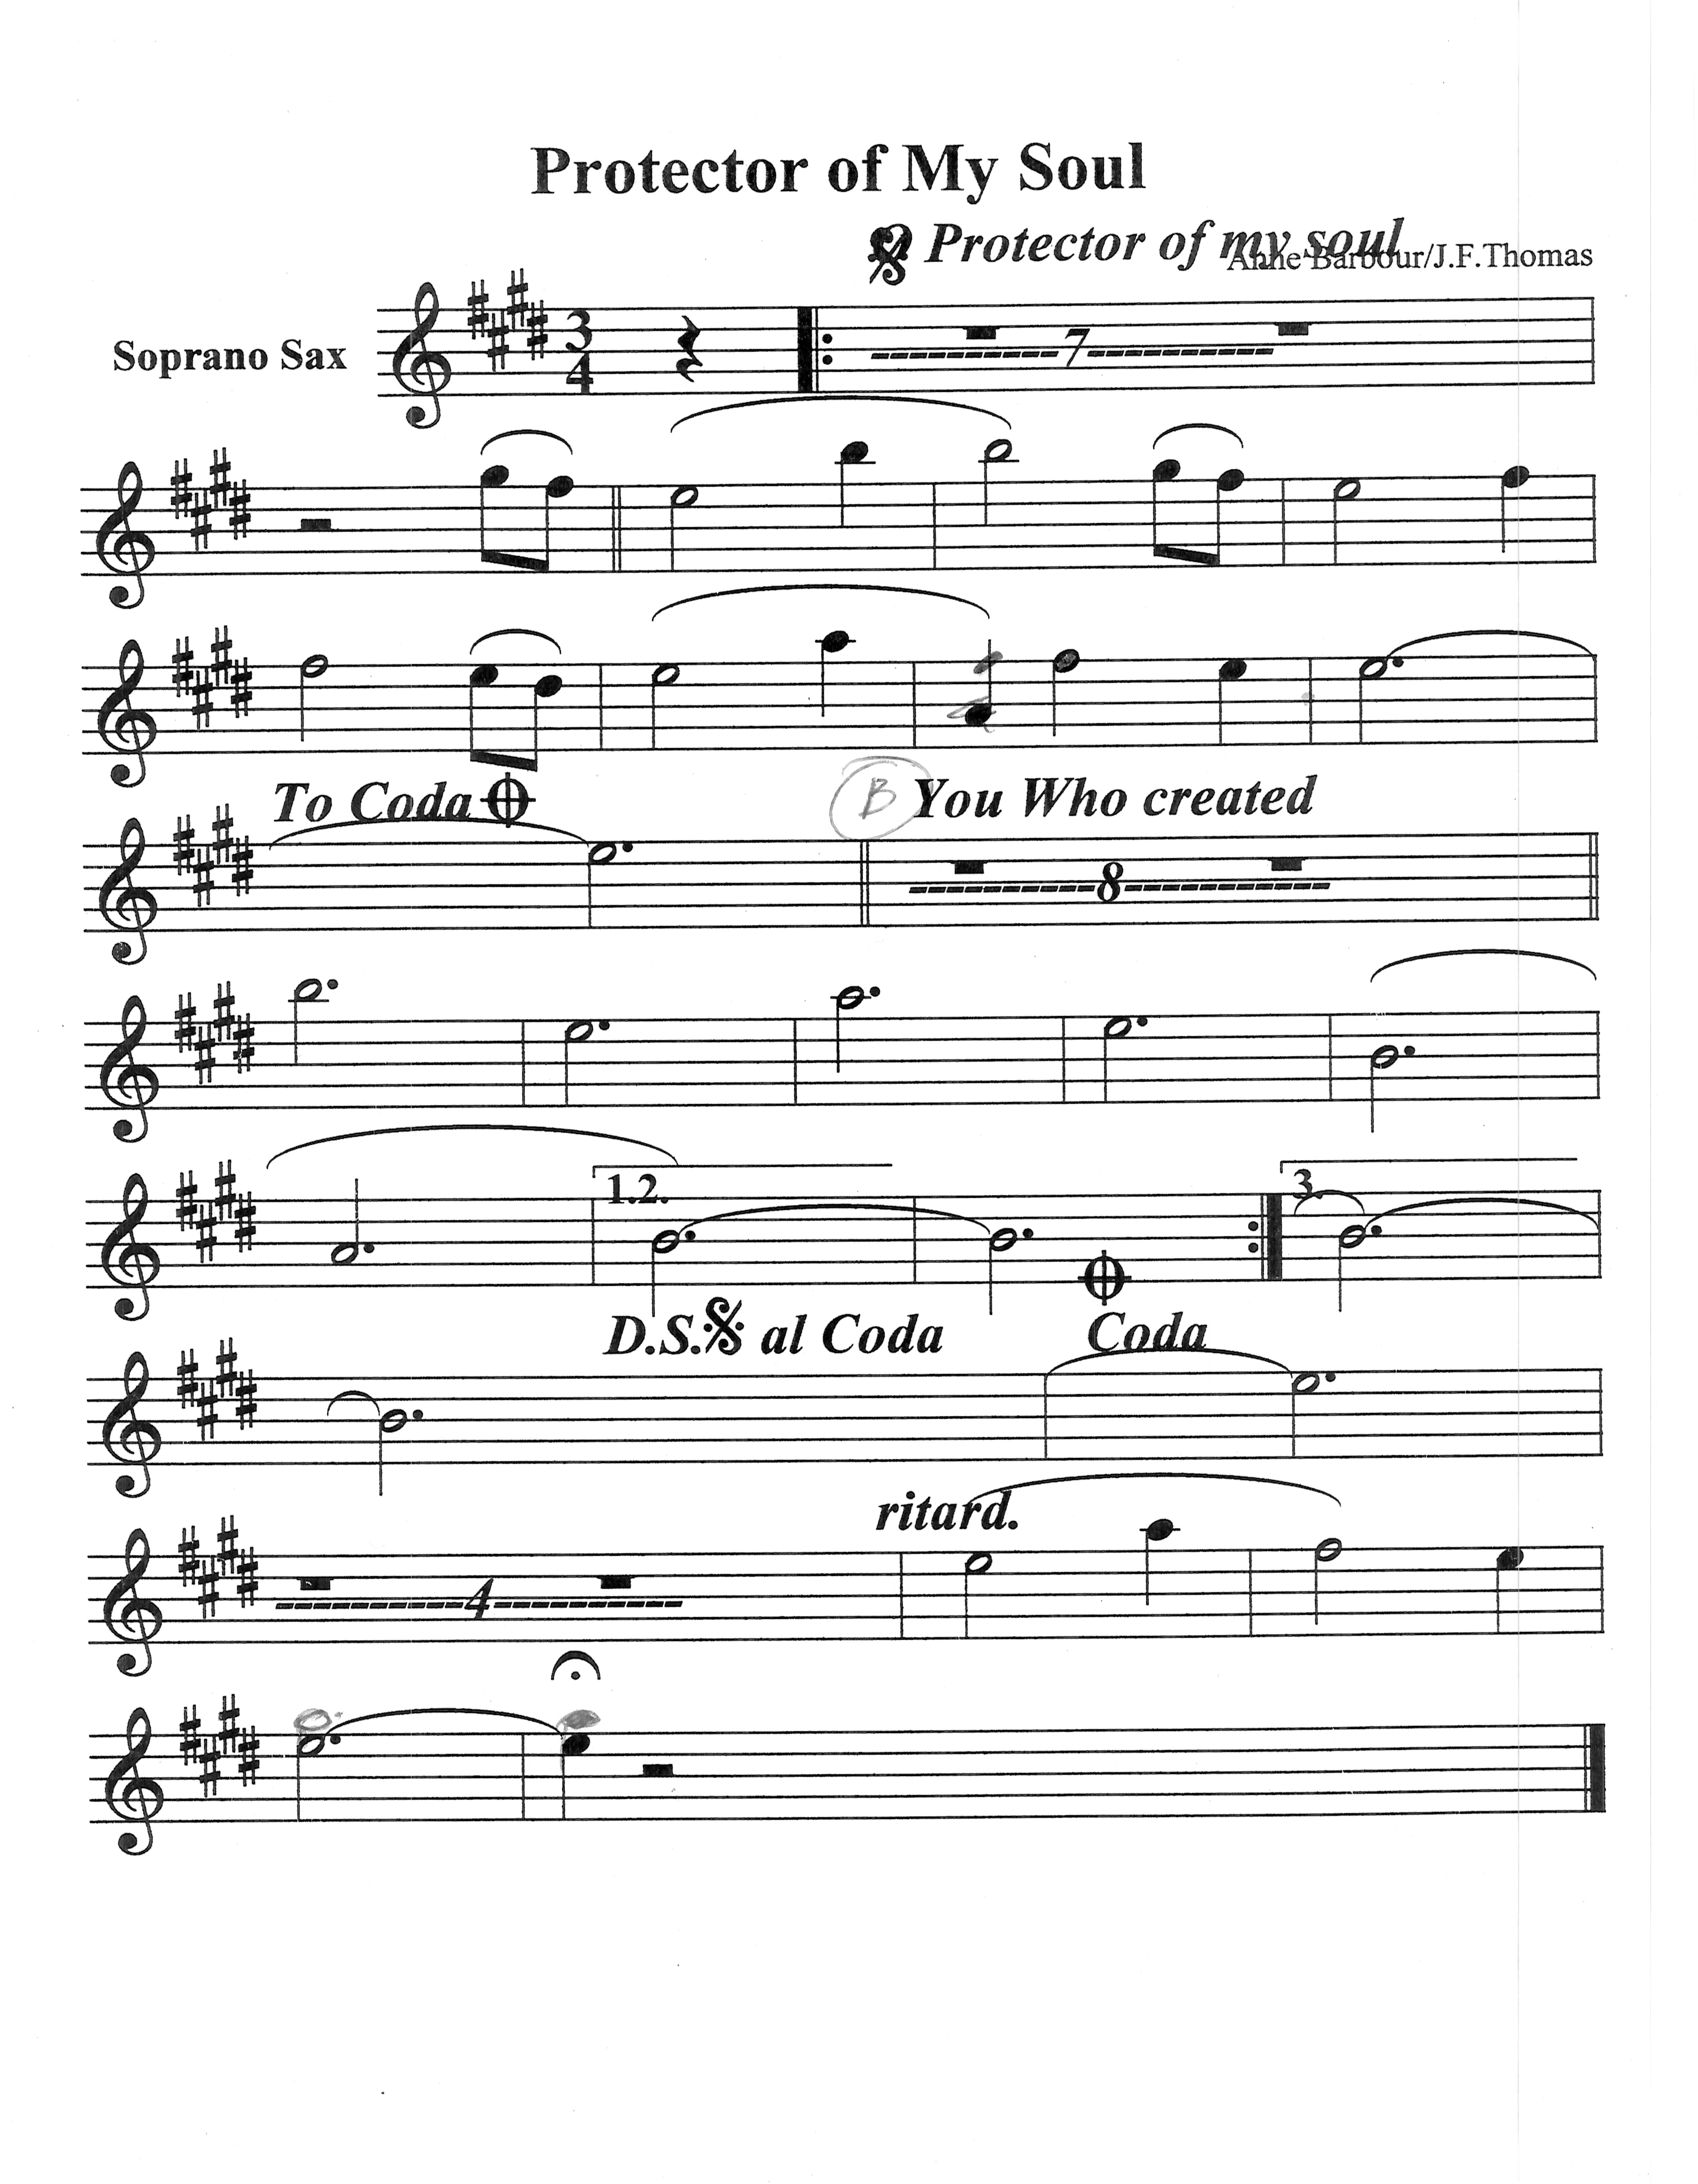 Protector of My Soul
Protector of my soul
Anne Barbour/J.F.Thomas
Soprano Sax
3
4
7
To Coda
B You Who created
8
1.2.
3.
D.S. al Coda
Coda
ritard.
4